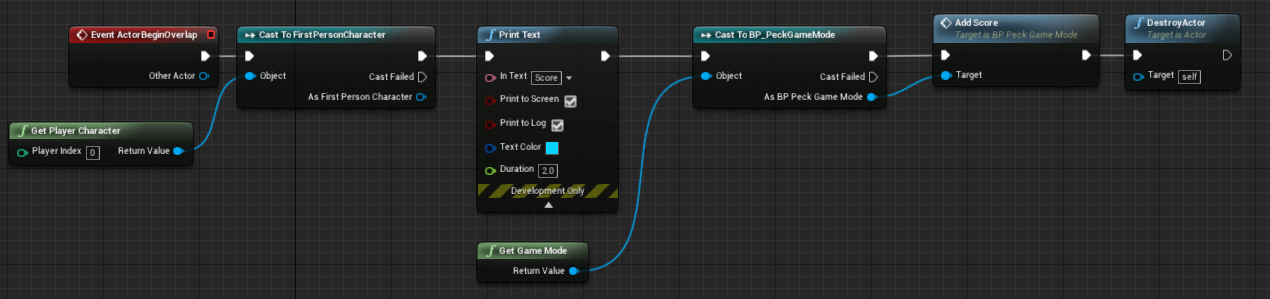 Event ActorBeginOverlap
Other Actor
Get Player Character
Player Index 0 Return Value
Cast To FirstPersonCharacter
Object
Cast Failed
As First Person Character
Print Text
In Text Score
Print to Screen
Print to Log
Text Color
Duration 2.0
Development Only
Get Game Mode
Return Value
Cast To BP_PeckGameMode
Object
Cast Failed
As BP Peck Game Mode
Add Score
Target is BP Peck Game Mode
Target
DestroyActor
Target is Actor
Target self